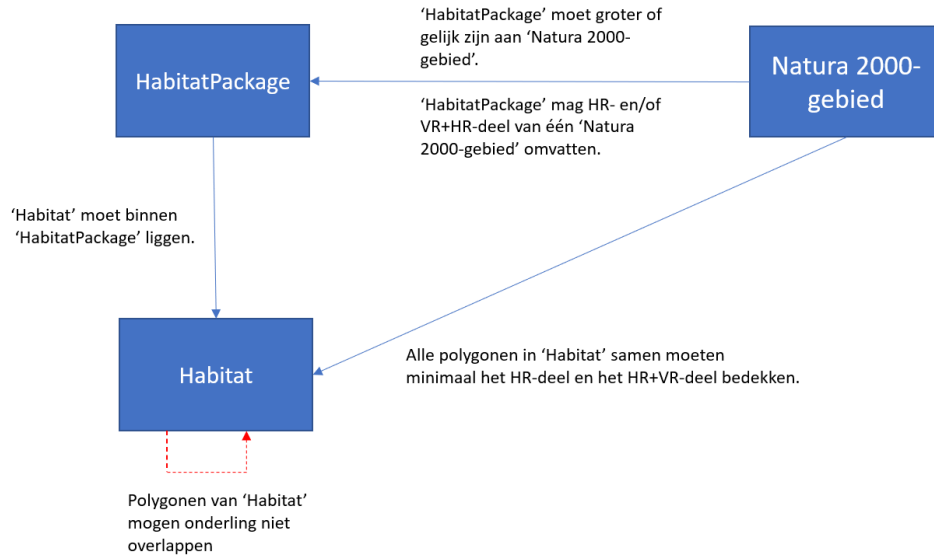 ‘HabitatPackage’ moet groter of
gelijk zijn aan ‘Natura 2000-
gebied’.
HabitatPackage
Natura 2000-
gebied
‘HabitatPackage’ mag HR- en/of
VR+HR-deel van één ‘Natura
2000-gebied’ omvatten.
‘Habitat’ moet binnen
‘HabitatPackage’ liggen.
Habitat
Alle polygonen in ‘Habitat’ samen moeten
minimaal het HR-deel en het HR+VR-deel bedekken.
Polygonen van ‘Habitat’
mogen onderling niet
overlappen